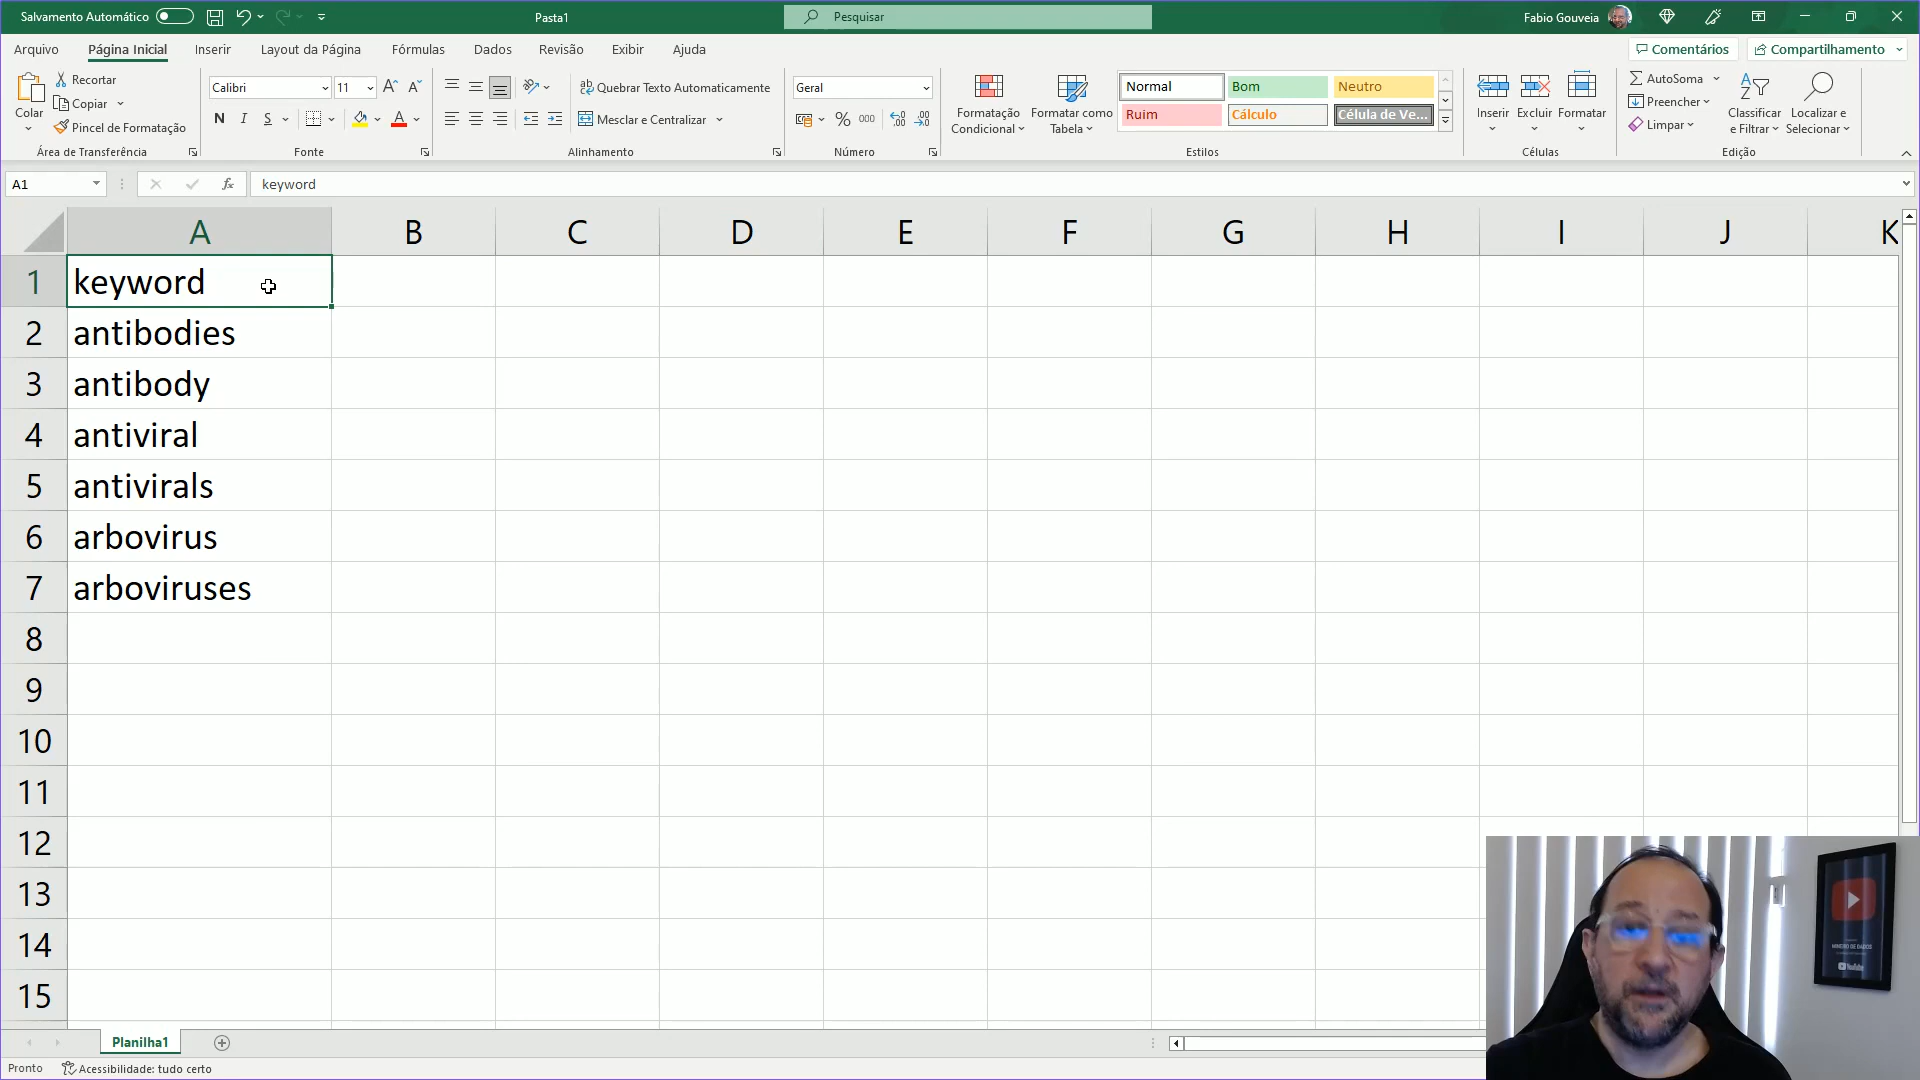 Salvamento Automático
Pasta1
Pesquisar
Fabio Gouveia
Arquivo
Página Inicial
Inserir
Layout da Página
Fórmulas
Dados
Revisão
Exibir
Ajuda
Comentários
Compartilhamento
Colar
Recortar
Copiar
Pincel de Formatação
Área de Transferência
Calibri
11
N
I
S
Fonte
Quebrar Texto Automaticamente
Mesclar e Centralizar
Alinhamento
Geral
%
000
Número
Formatação
Condicional
Formatar como
Tabela
Normal
Bom
Neutro
Ruim
Cálculo
Célula de Ve...
Estilos
Inserir
Excluir
Formatar
Células
AutoSoma
Preencher
Limpar
Classificar
e Filtrar
Localizar e
Selecionar
Edição
A1
fx
keyword
A B C D E F G H I J K
1 keyword
2 antibodies
3 antibody
4 antiviral
5 antivirals
6 arbovirus
7 arboviruses
8
9
10
11
12
13
14
15
MINEIRO DE DADOS
YouTube
Planilha1
Pronto
Acessibilidade: tudo certo